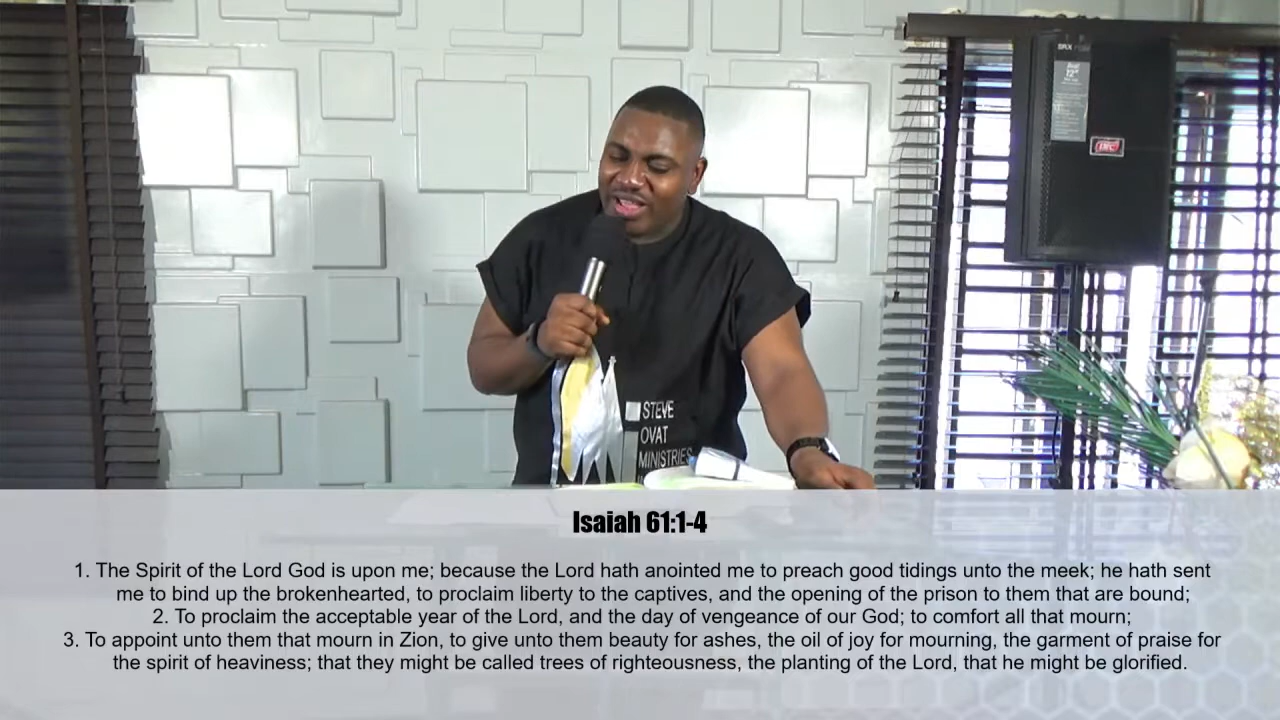 STEVE
OVAT
MINISTRIES
Isaiah 61:1-4
1. The Spirit of the Lord God is upon me; because the Lord hath anointed me to preach good tidings unto the meek; he hath sent
me to bind up the brokenhearted, to proclaim liberty to the captives, and the opening of the prison to them that are bound;
2. To proclaim the acceptable year of the Lord, and the day of vengeance of our God; to comfort all that mourn;
3. To appoint unto them that mourn in Zion, to give unto them beauty for ashes, the oil of joy for mourning, the garment of praise for
the spirit of heaviness; that they might be called trees of righteousness, the planting of the Lord, that he might be glorified.